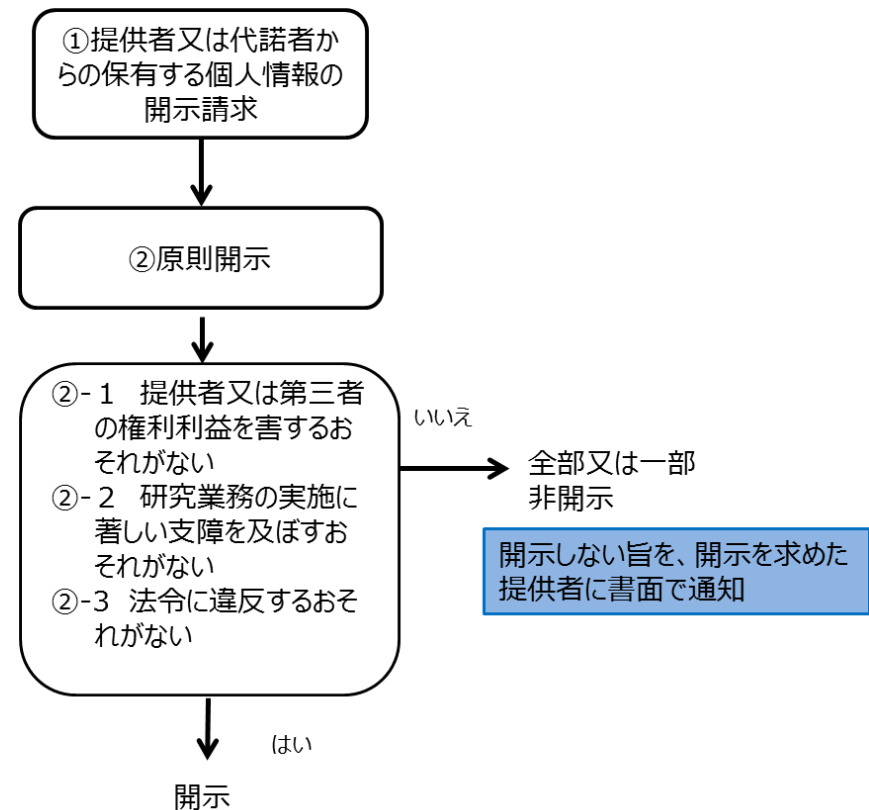 ①提供者又は代諾者か
らの保有する個人情報の
開示請求
②原則開示
②-１ 提供者又は第三者
の権利利益を害するお
それがない
②-２ 研究業務の実施に
著しい支障を及ぼすお
それがない
②-3 法令に違反するおそ
れがない
いいえ
全部又は一部
非開示
開示しない旨を、開示を求めた
提供者に書面で通知
はい
開示